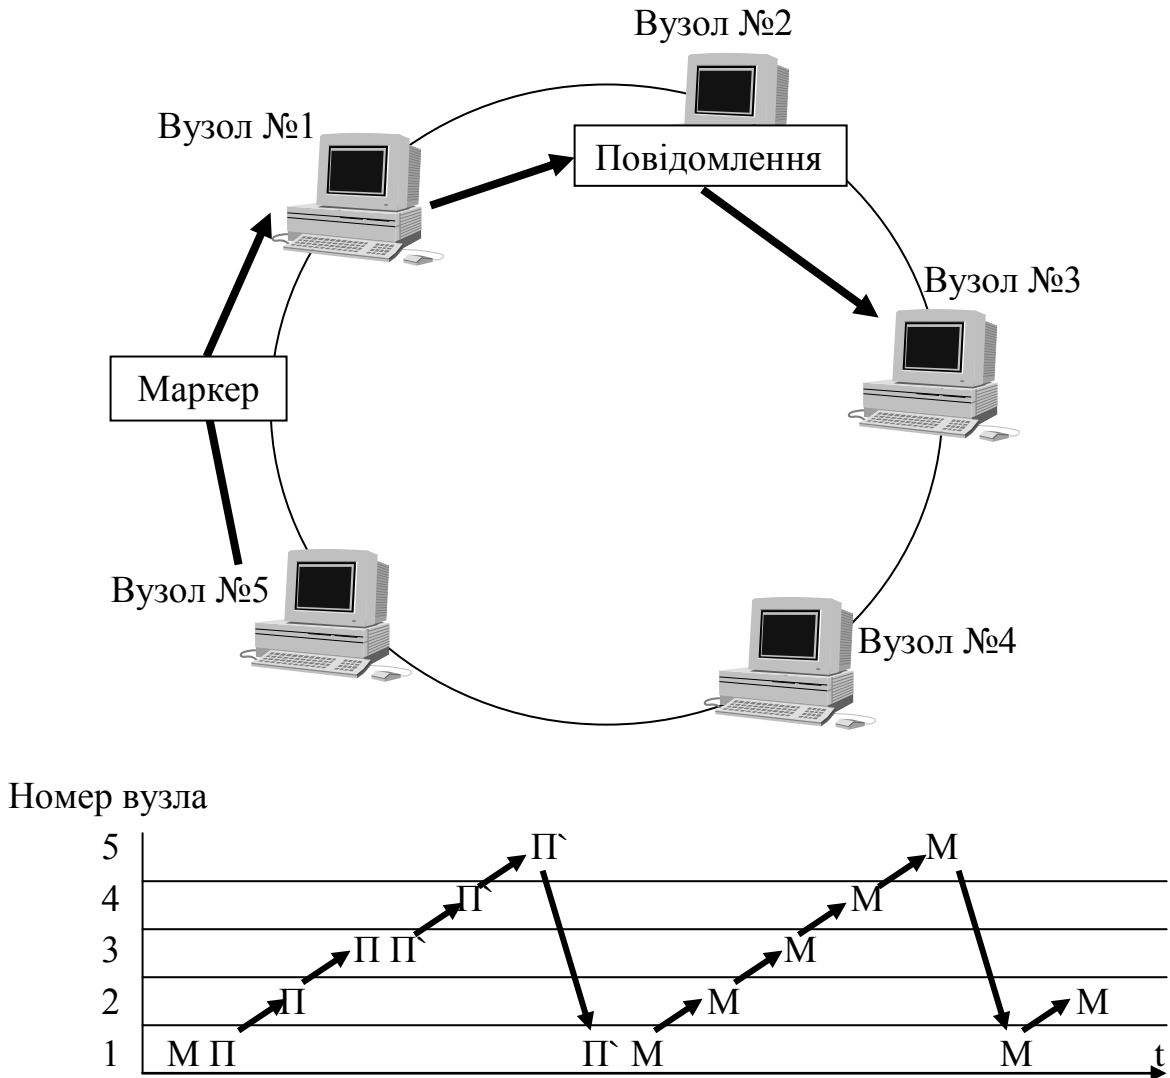 Вузол №2
Вузол №1
Повідомлення
Вузол №3
Маркер
Вузол №5
Вузол №4
Номер вузла
5 П` М
4 П` М
3 П П` М
2 П М М
1 М П П` М М t